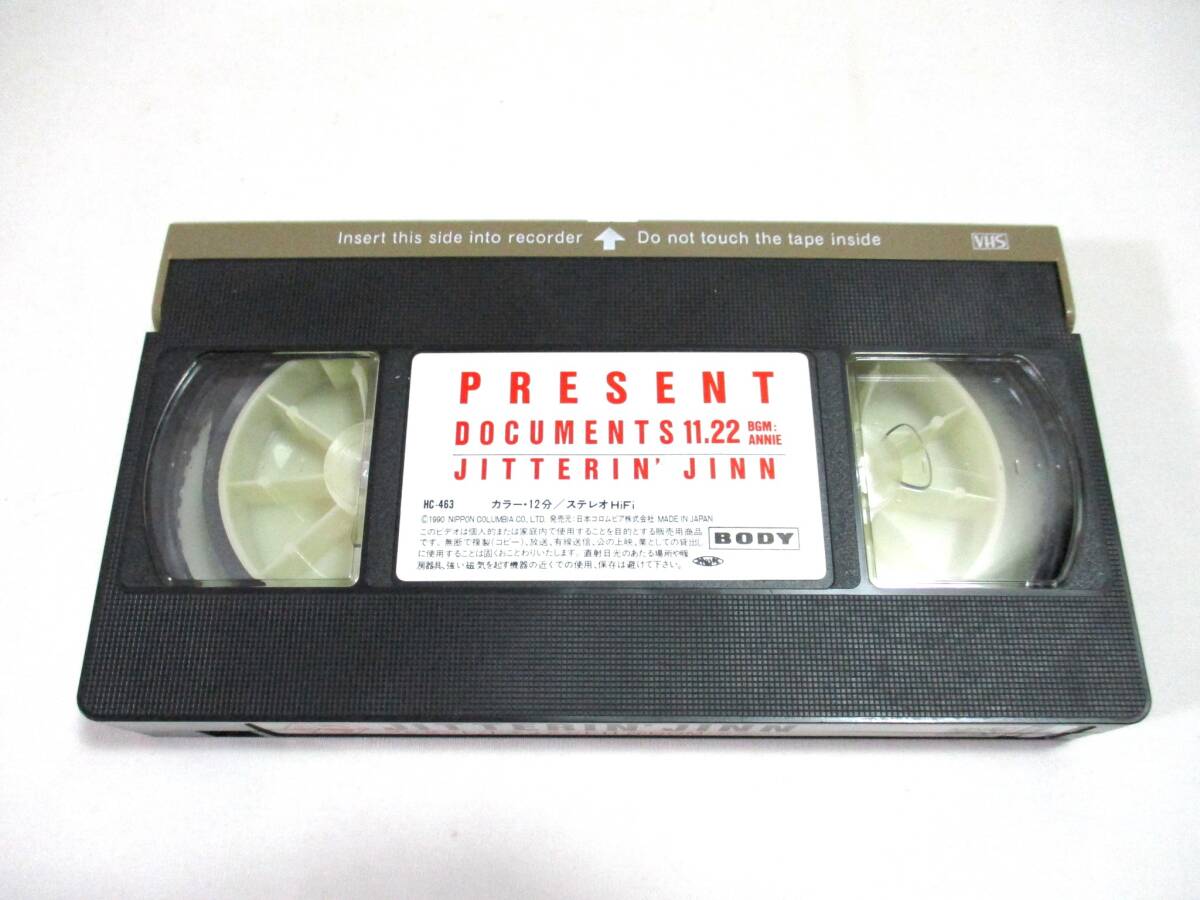 Insert this side into recorder Do not touch the tape inside VHS
PRESENT
DOCUMENTS 11.22 BGM: ANNIE
JITTERIN' JINN
HC-463 カラー・12分/ステレオHiFi
©1990 NIPPON COLUMBIA CO., LTD. 発売元:日本コロムビア株式会社 MADE IN JAPAN
このビデオは個人的または家庭内で使用することを目的とする販売用商品
です。無断で複製(コピー)、放送、有線送信、公の上映、業としての貸出し
に使用することは固くおことわりいたします。直射日光のあたる場所や暖
房器具、強い磁気を起す機器の近くでの使用、保存は避けて下さい。
BODY
JITTERIN' JINN